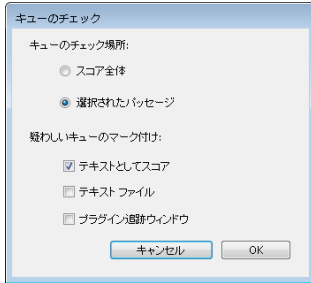 キューのチェック
キューのチェック場所:
スコア全体
選択されたパッセージ
疑わしいキューのマーク付け:
テキストとしてスコア
テキスト ファイル
プラグイン追跡ウィンドウ
キャンセル
OK